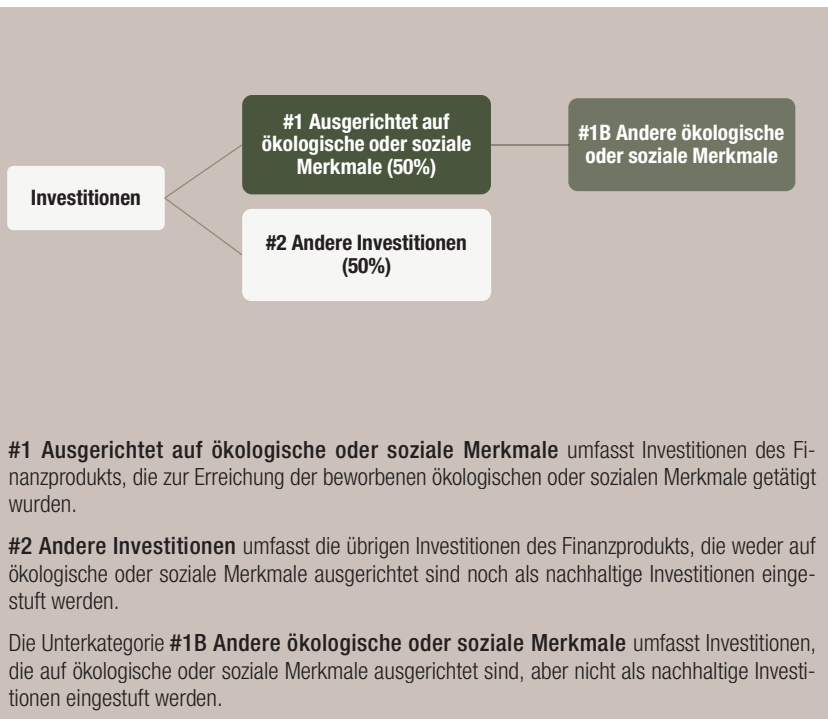 #1 Ausgerichtet auf
ökologische oder soziale
Merkmale (50%)
#1B Andere ökologische
oder soziale Merkmale
Investitionen
#2 Andere Investitionen
(50%)
#1 Ausgerichtet auf ökologische oder soziale Merkmale umfasst Investitionen des Fi-
nanzprodukts, die zur Erreichung der beworbenen ökologischen oder sozialen Merkmale getätigt
wurden.
#2 Andere Investitionen umfasst die übrigen Investitionen des Finanzprodukts, die weder auf
ökologische oder soziale Merkmale ausgerichtet sind noch als nachhaltige Investitionen einge-
stuft werden.
Die Unterkategorie #1B Andere ökologische oder soziale Merkmale umfasst Investitionen,
die auf ökologische oder soziale Merkmale ausgerichtet sind, aber nicht als nachhaltige Investi-
tionen eingestuft werden.